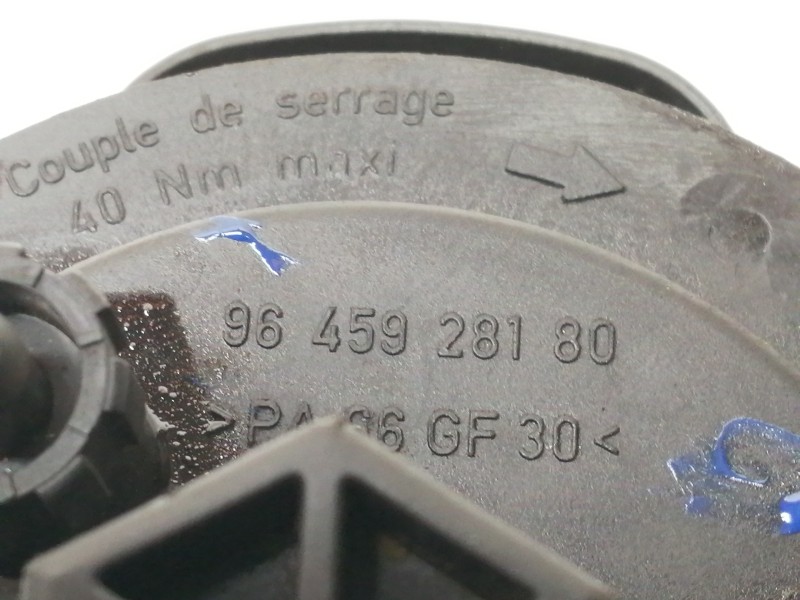 Couple de serrage
40 Nm maxi
96 459 281 80
>PA 66 GF 30<